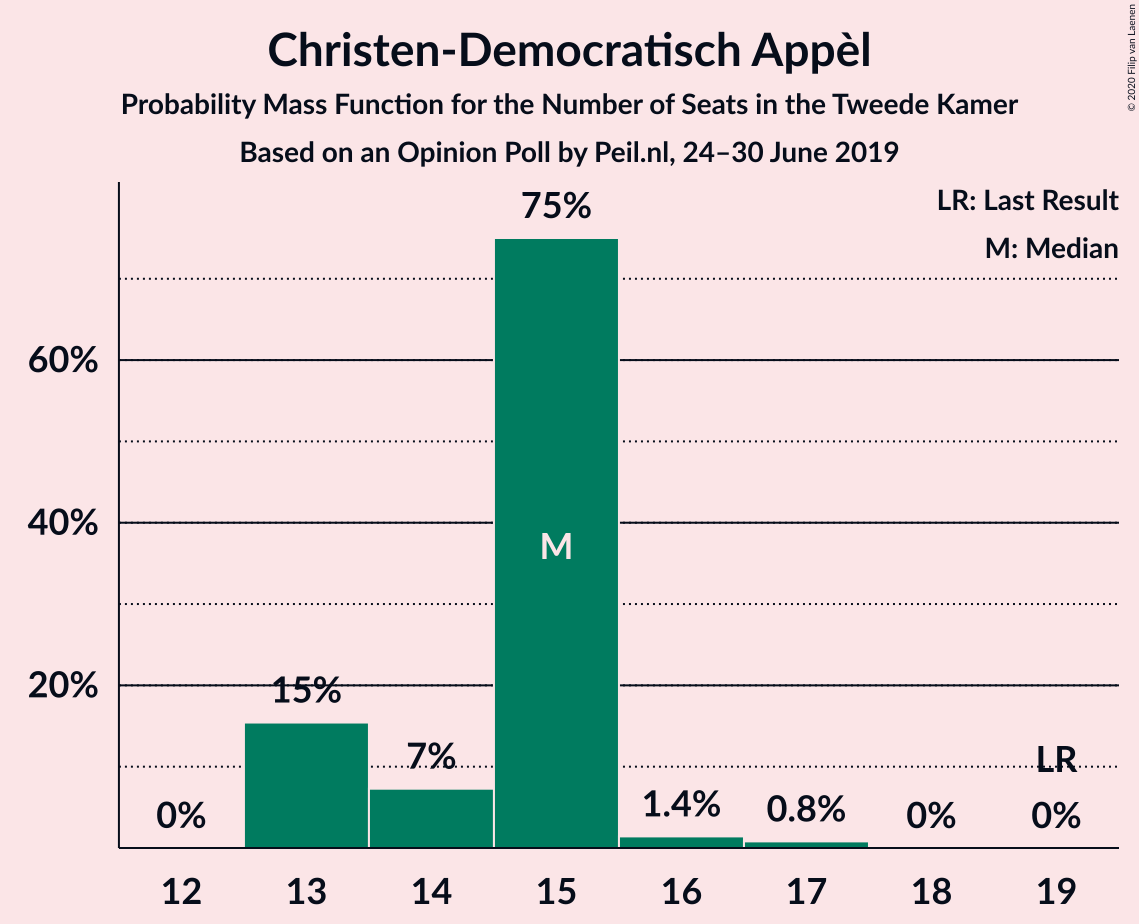 Christen-Democratisch Appèl
Probability Mass Function for the Number of Seats in the Tweede Kamer
Based on an Opinion Poll by Peil.nl, 24–30 June 2019
© 2020 Filip van Laenen
LR: Last Result
M: Median
75%
60%
40%
M
20%
15%
7%
LR
0%
1.4%
0.8%
0%
0%
12 13 14 15 16 17 18 19